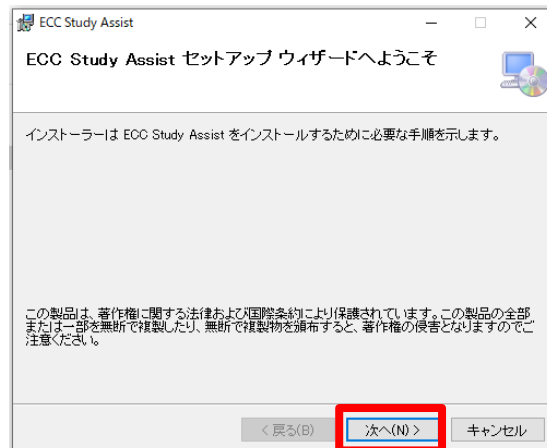 ECC Study Assist
ECC Study Assist セットアップ ウィザードへようこそ
インストーラーは ECC Study Assist をインストールするために必要な手順を示します。
この製品は、著作権に関する法律および国際条約により保護されています。この製品の全部
または一部を無断で複製したり、無断で複製物を頒布すると、著作権の侵害となりますのでご
注意ください。
< 戻る(B) 次へ(N) > キャンセル